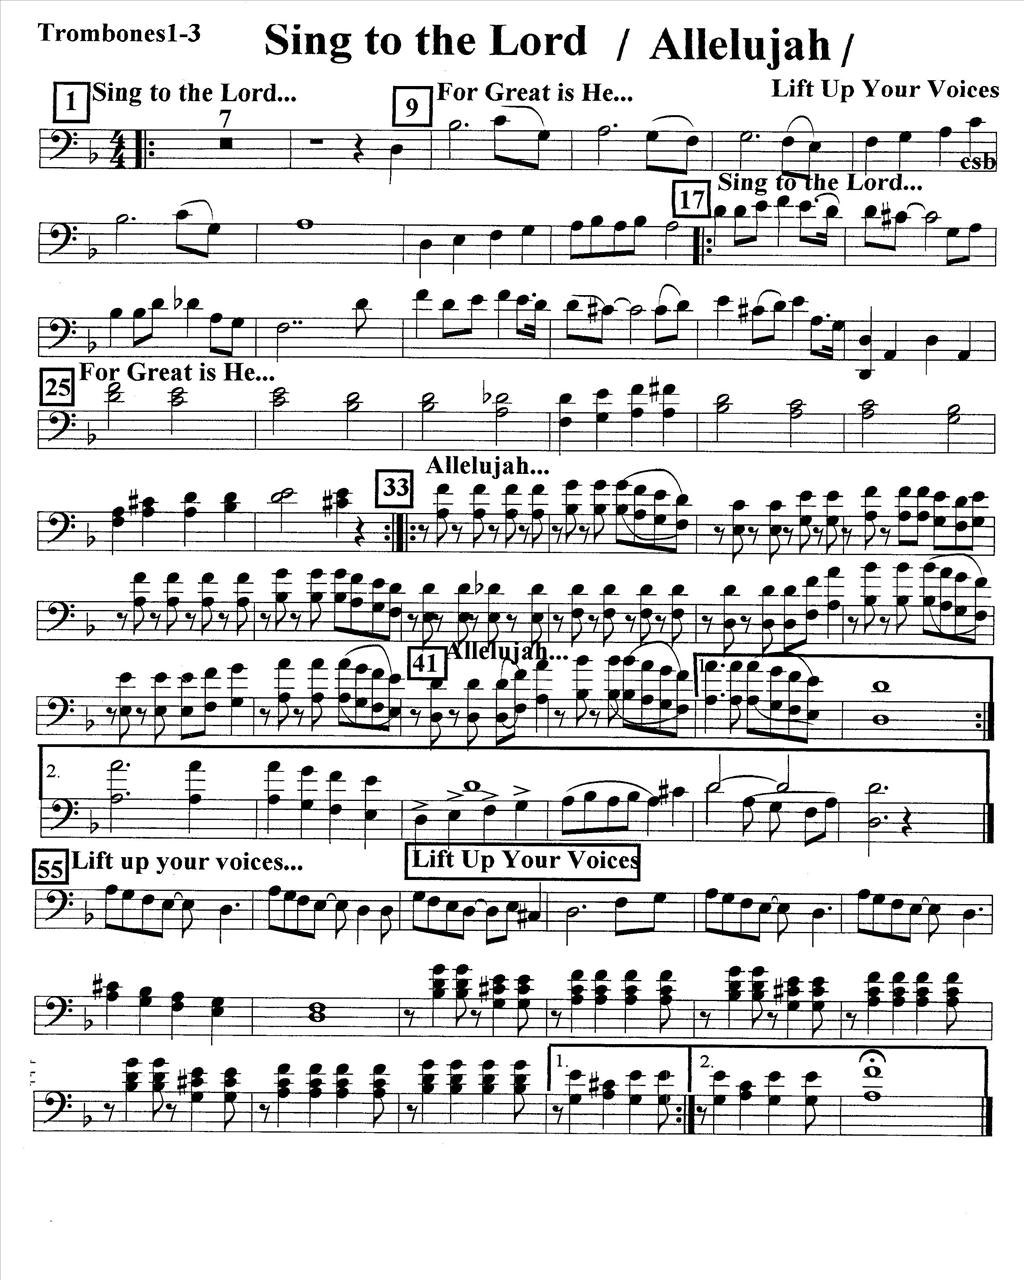 Trombones1-3
Sing to the Lord / Allelujah /
Lift Up Your Voices
1 Sing to the Lord...
7
9 For Great is He...
csb
17 Sing to the Lord...
25 For Great is He...
33 Allelujah...
41 Allelujah...
1.
2.
55 Lift up your voices...
Lift Up Your Voices
1.
2.